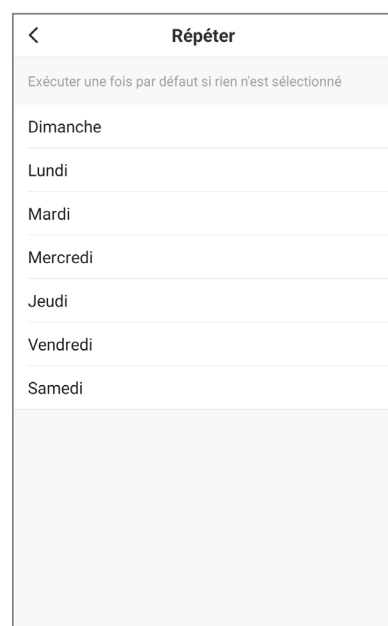 Répéter
Exécuter une fois par défaut si rien n'est sélectionné
Dimanche
Lundi
Mardi
Mercredi
Jeudi
Vendredi
Samedi